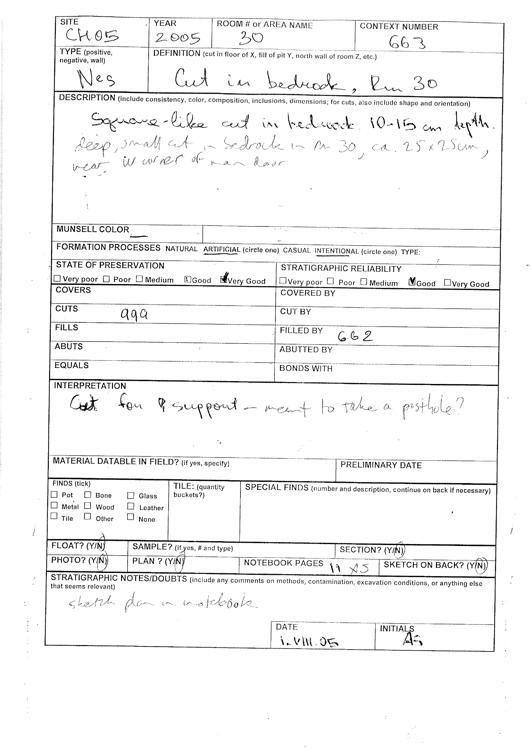 SITE YEAR ROOM # or AREA NAME CONTEXT NUMBER
CH05 2005 30 663
TYPE (positive, negative, wall) DEFINITION (cut in floor of X, fill of pit Y, north wall of room Z, etc.)
Neg Cut in bedrock, Rm 30
DESCRIPTION (include consistency, color, composition, inclusions, dimensions; for cuts, also include shape and orientation)
Square-like cut in bedrock. 10-15 cm depth.
deep, small cut in bedrock in rm 30, ca. 25x25cm,
near W corner of main door
MUNSELL COLOR
FORMATION PROCESSES NATURAL ARTIFICIAL (circle one) CASUAL INTENTIONAL (circle one) TYPE:
STATE OF PRESERVATION STRATIGRAPHIC RELIABILITY
Very poor Poor Medium Good Very Good Very poor Poor Medium Good Very Good
COVERS COVERED BY
CUTS 999 CUT BY
FILLS FILLED BY 662
ABUTS ABUTTED BY
EQUALS BONDS WITH
INTERPRETATION
Cut for support - meant to take a posthole?
MATERIAL DATABLE IN FIELD? (if yes, specify) PRELIMINARY DATE
FINDS (tick) TILE: (quantity buckets?) SPECIAL FINDS (number and description, continue on back if necessary)
Pot Bone Glass
Metal Wood Leather
Tile Other None
FLOAT? (Y/N) SAMPLE? (if yes, # and type) SECTION? (Y/N)
PHOTO? (Y/N) PLAN ? (Y/N) NOTEBOOK PAGES 11 AS SKETCH ON BACK? (Y/N)
STRATIGRAPHIC NOTES/DOUBTS (include any comments on methods, contamination, excavation conditions, or anything else
that seems relevant)
sketch plan in notebook
DATE INITIALS
1.VIII.05